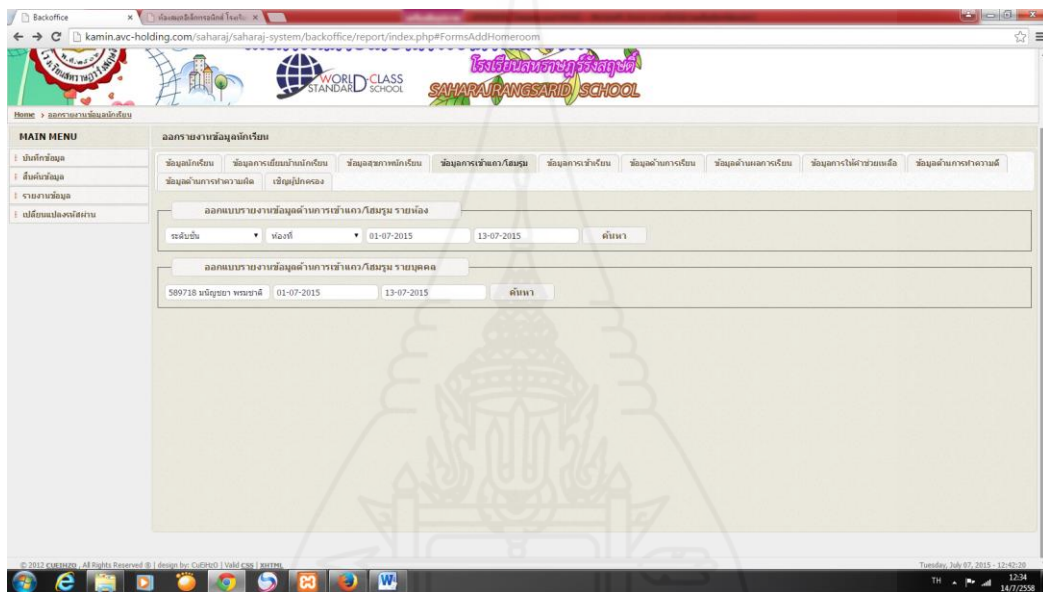 Backoffice
kamin.avc-holding.com/saharaj/saharaj-system/backoffice/report/index.php#FormsAddHomeroom
โรงเรียนสหราษฎร์รังสฤษดิ์
WORLD-CLASS
STANDARD SCHOOL
SAHARAJRANGSARID SCHOOL
Home › ออกรายงานข้อมูลนักเรียน
MAIN MENU
บันทึกข้อมูล
สืบค้นข้อมูล
รายงานข้อมูล
เปลี่ยนแปลงรหัสผ่าน
ออกรายงานข้อมูลนักเรียน
ข้อมูลนักเรียน ข้อมูลการเยี่ยมบ้านนักเรียน ข้อมูลสุขภาพนักเรียน ข้อมูลการเข้าแถว/โฮมรูม ข้อมูลการเข้าเรียน ข้อมูลด้านการเรียน ข้อมูลด้านผลการเรียน ข้อมูลการให้ความช่วยเหลือ ข้อมูลด้านการทำความดี
ข้อมูลด้านการทำความผิด เชิญผู้ปกครอง
ออกแบบรายงานข้อมูลด้านการเข้าแถว/โฮมรูม รายห้อง
ระดับชั้น ห้องที่ 01-07-2015 13-07-2015 ค้นหา
ออกแบบรายงานข้อมูลด้านการเข้าแถว/โฮมรูม รายบุคคล
589718 01-07-2015 13-07-2015 ค้นหา
© 2012 CUEIHZO , All Rights Reserved ® | design by: CuEiHzO | Valid CSS | XHTML
Tuesday, July 07, 2015 - 12:42:20
TH
12:34
14/7/2558